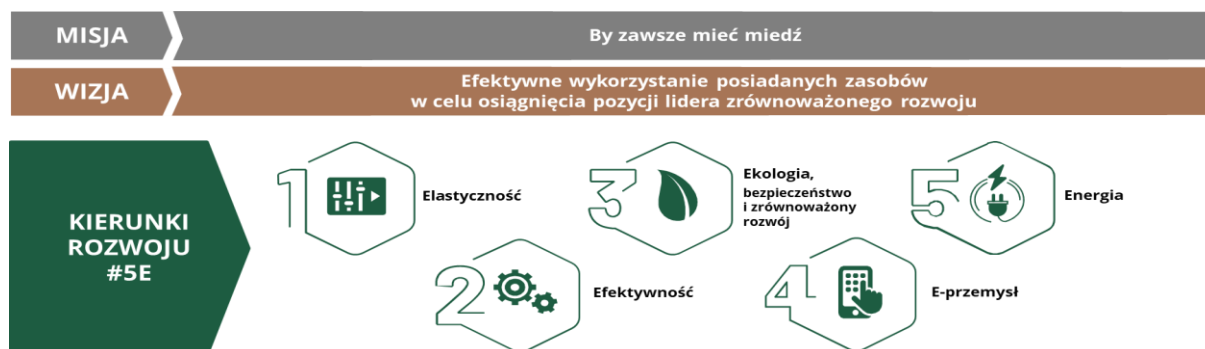 MISJA
By zawsze mieć miedź
WIZJA
Efektywne wykorzystanie posiadanych zasobów
w celu osiągnięcia pozycji lidera zrównoważonego rozwoju
KIERUNKI
ROZWOJU
#5E
1
Elastyczność
2
Efektywność
3
Ekologia,
bezpieczeństwo
i zrównoważony
rozwój
4
E-przemysł
5
Energia